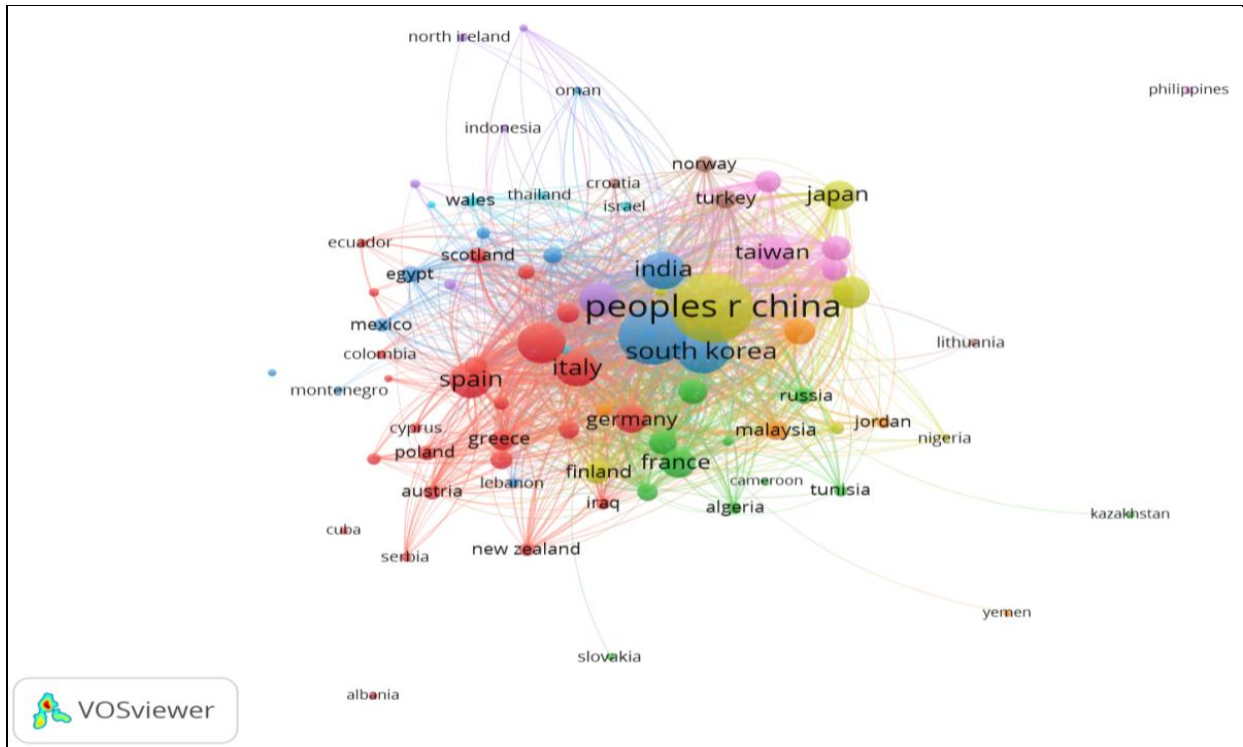 north ireland
philippines
oman
indonesia
norway
croatia
japan
wales
thailand
israel
turkey
ecuador
scotland
taiwan
egypt
india
peoples r china
mexico
lithuania
colombia
south korea
italy
spain
montenegro
russia
germany
malaysia
jordan
cyprus
greece
nigeria
poland
finland
france
lebanon
cameroon
austria
tunisia
iraq
algeria
kazakhstan
cuba
serbia
new zealand
yemen
slovakia
albania
VOSviewer